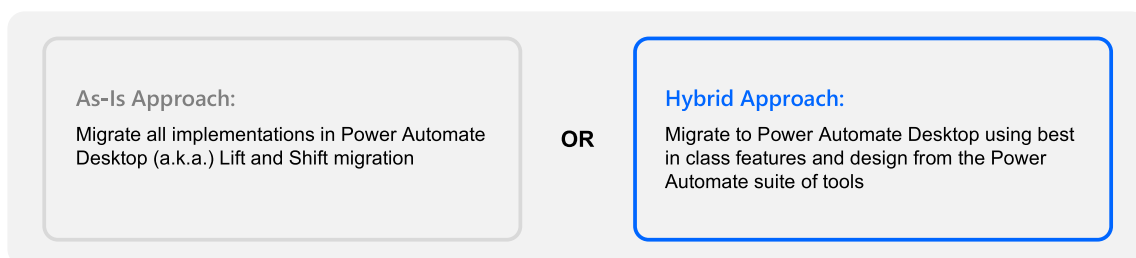 As-Is Approach:
Migrate all implementations in Power Automate
Desktop (a.k.a.) Lift and Shift migration
OR
Hybrid Approach:
Migrate to Power Automate Desktop using best
in class features and design from the Power
Automate suite of tools